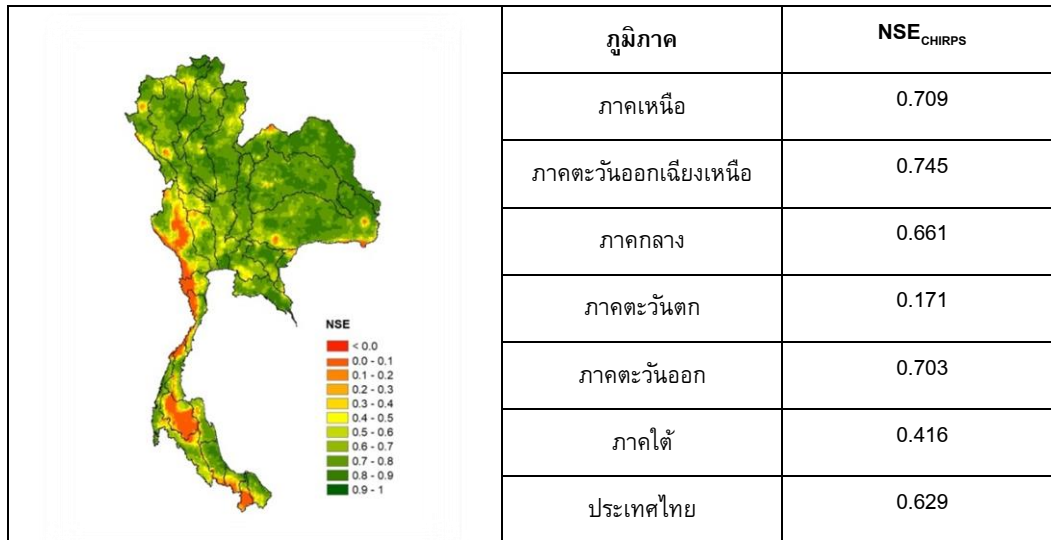 ภูมิภาค NSE CHIRPS
ภาคเหนือ 0.709
ภาคตะวันออกเฉียงเหนือ 0.745
ภาคกลาง 0.661
ภาคตะวันตก 0.171
ภาคตะวันออก 0.703
ภาคใต้ 0.416
ประเทศไทย 0.629
NSE
< 0.0
0.0 - 0.1
0.1 - 0.2
0.2 - 0.3
0.3 - 0.4
0.4 - 0.5
0.5 - 0.6
0.6 - 0.7
0.7 - 0.8
0.8 - 0.9
0.9 - 1